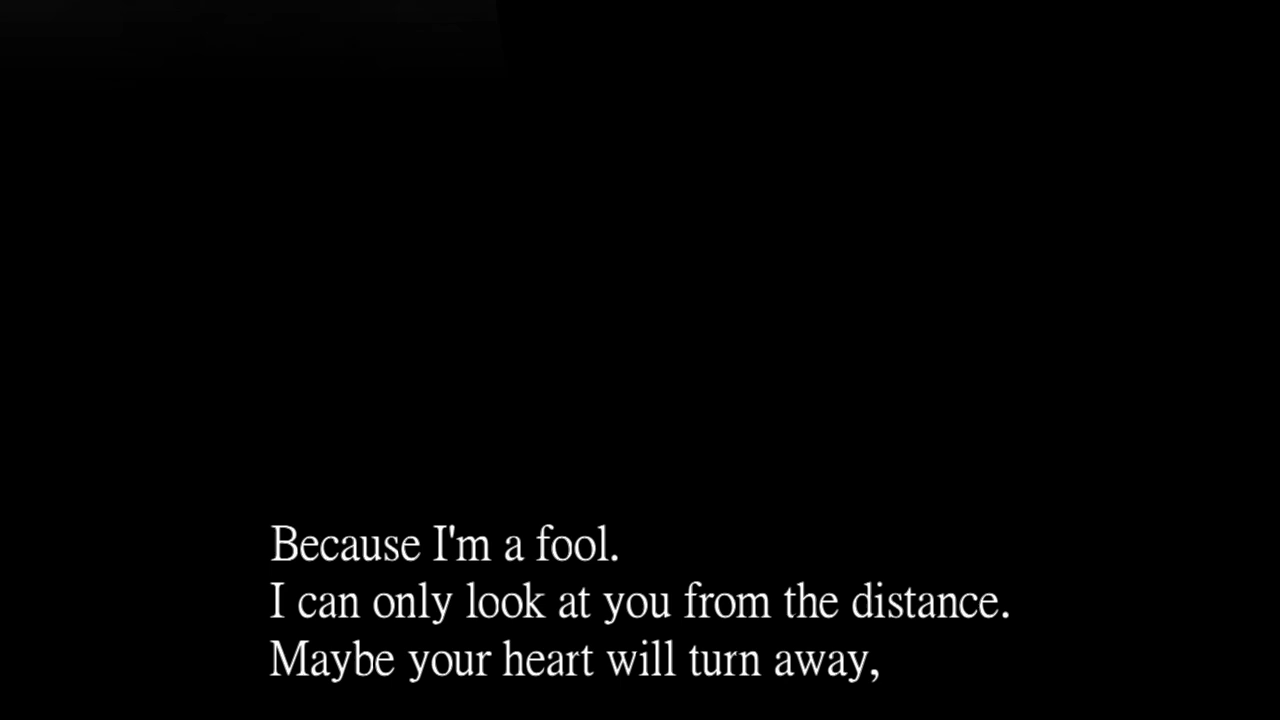 Because I'm a fool.
I can only look at you from the distance.
Maybe your heart will turn away,